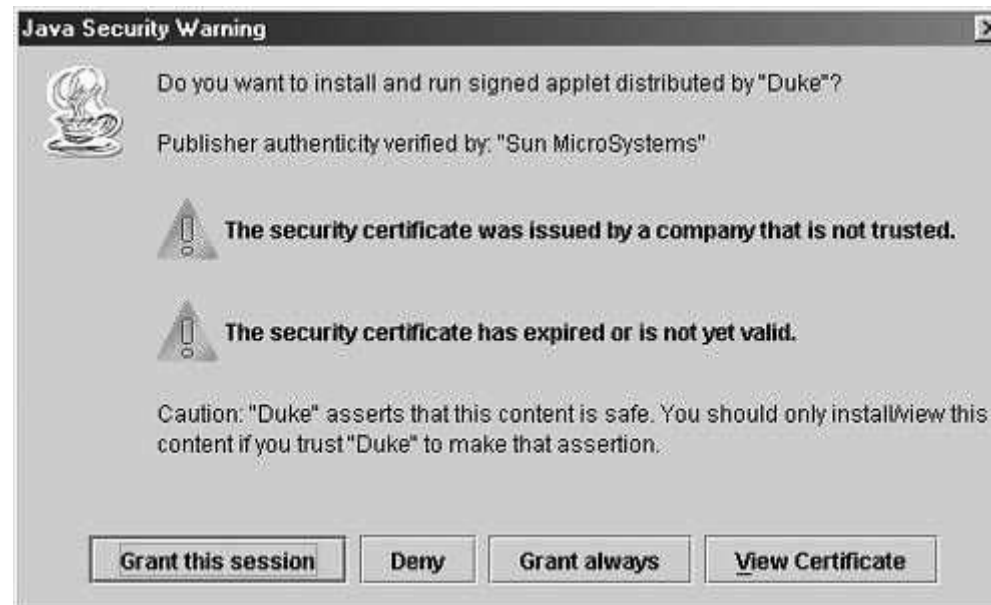 Java Security Warning
Do you want to install and run signed applet distributed by "Duke"?
Publisher authenticity verified by: "Sun MicroSystems"
The security certificate was issued by a company that is not trusted.
The security certificate has expired or is not yet valid.
Caution: "Duke" asserts that this content is safe. You should only install/view this
content if you trust "Duke" to make that assertion.
Grant this session Deny Grant always View Certificate